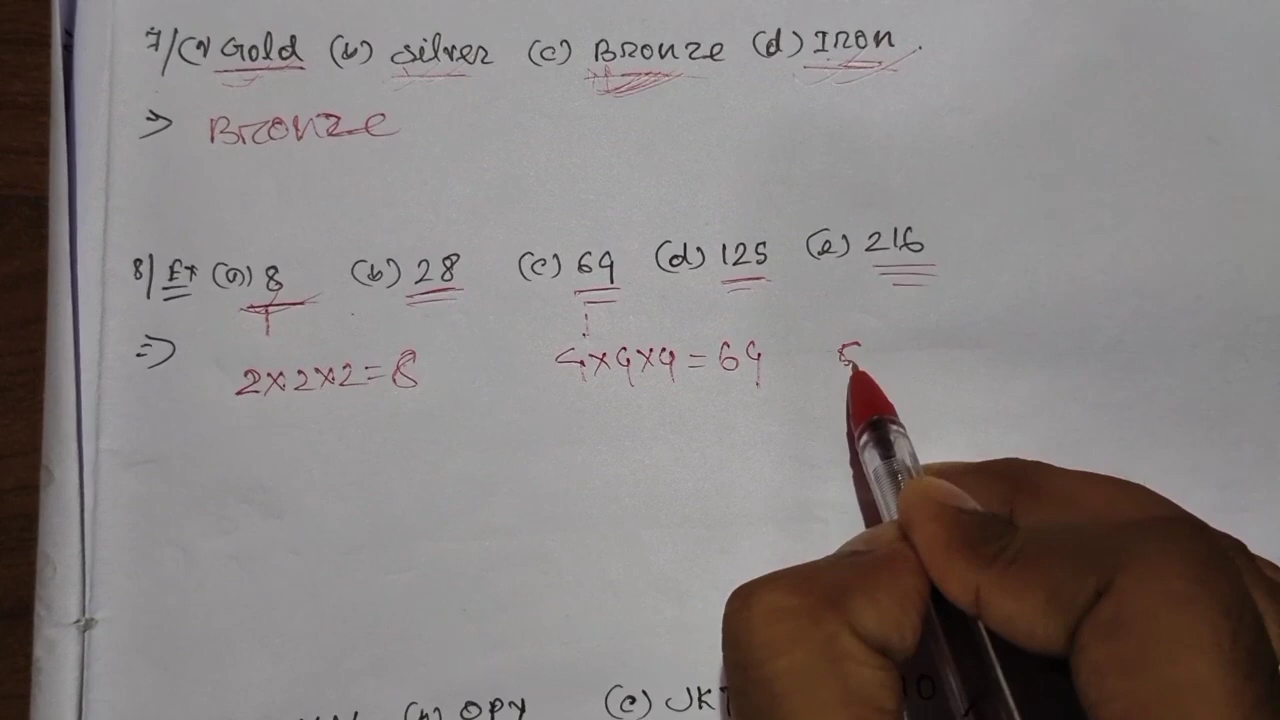 7/ (a) Gold (b) Silver (c) Bronze (d) Iron.
⇒ Bronze
8/ Ex (a) 8 (b) 28 (c) 64 (d) 125 (e) 216
⇒ 2×2×2=8 4×4×4=64 5
OPY (c) JK